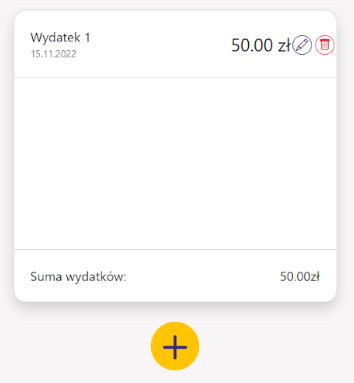 Wydatek 1
50.00 zł
15.11.2022
Suma wydatków: 50.00zł